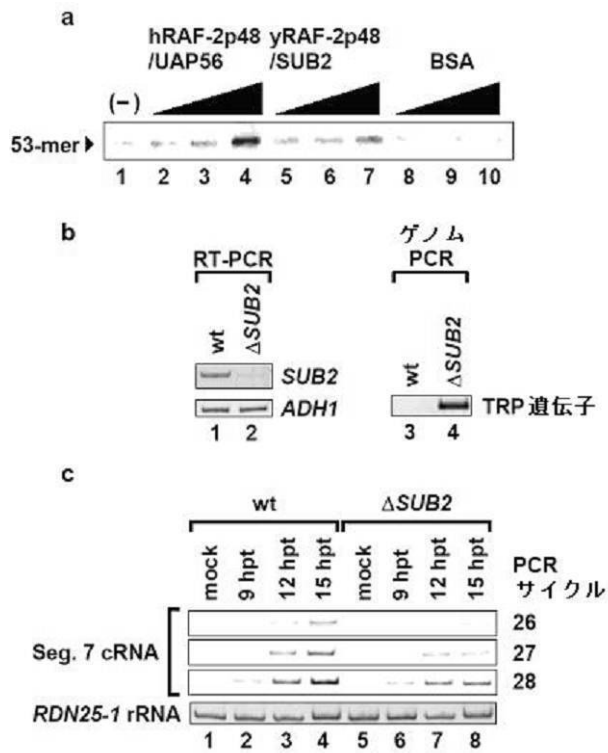 a
hRAF-2p48 yRAF-2p48
/UAP56 /SUB2 BSA
(−)
53-mer
1 2 3 4 5 6 7 8 9 10
b
RT-PCR
wt
ΔSUB2
SUB2
ADH1
1 2
ゲノム
PCR
wt
ΔSUB2
TRP 遺伝子
3 4
c
wt ΔSUB2
mock
9 hpt
12 hpt
15 hpt
mock
9 hpt
12 hpt
15 hpt
PCR
サイクル
Seg. 7 cRNA
26
27
28
RDN25-1 rRNA
1 2 3 4 5 6 7 8